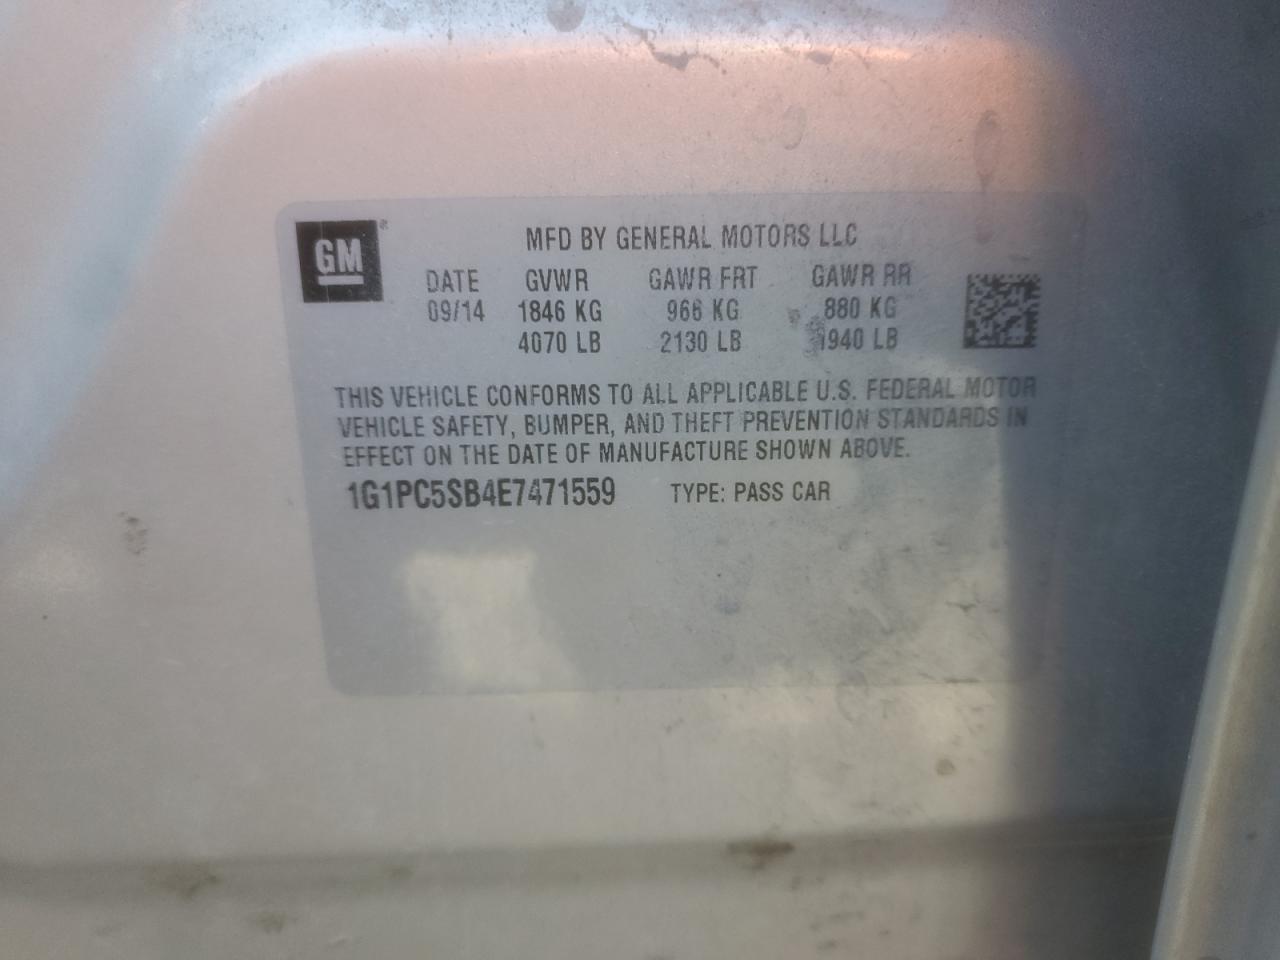 GM
MFD BY GENERAL MOTORS LLC
DATE GVWR GAWR FRT GAWR RR
09/14 1846 KG 966 KG 880 KG
4070 LB 2130 LB 1940 LB
THIS VEHICLE CONFORMS TO ALL APPLICABLE U.S. FEDERAL MOTOR
VEHICLE SAFETY, BUMPER, AND THEFT PREVENTION STANDARDS IN
EFFECT ON THE DATE OF MANUFACTURE SHOWN ABOVE.
1G1PC5SB4E7471559 TYPE: PASS CAR